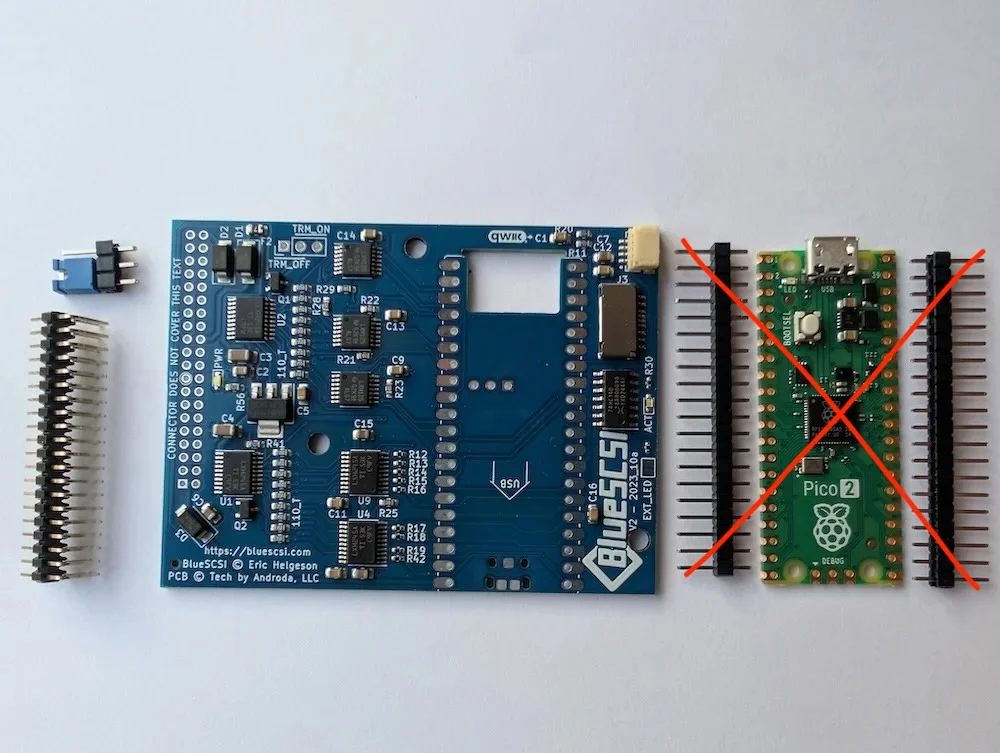 TRM_ON
TRM_OFF
D2
D1
F2
C14
qwiic
C1
R20
C7
C12
R11
J3
CONNECTOR DOES NOT COVER THIS TEXT
Q1
R29
R28
U2
R22
C13
R21
110_T
C3
C2
PWR
R56
C9
R23
C5
C4
R41
C15
R12
R13
R14
R15
R16
U1
Q2
110_T
U9
C11
U4
R25
R17
R18
R19
R42
D3
USB
R30
ACT
EXT_LED
C16
BlueSCSI
V2 - 2023_10a
https://bluescsi.com
BlueSCSI © Eric Helgeson
PCB © Tech by Androda, LLC
2
39
LED
USB
BOOTSEL
Pico 2
DEBUG